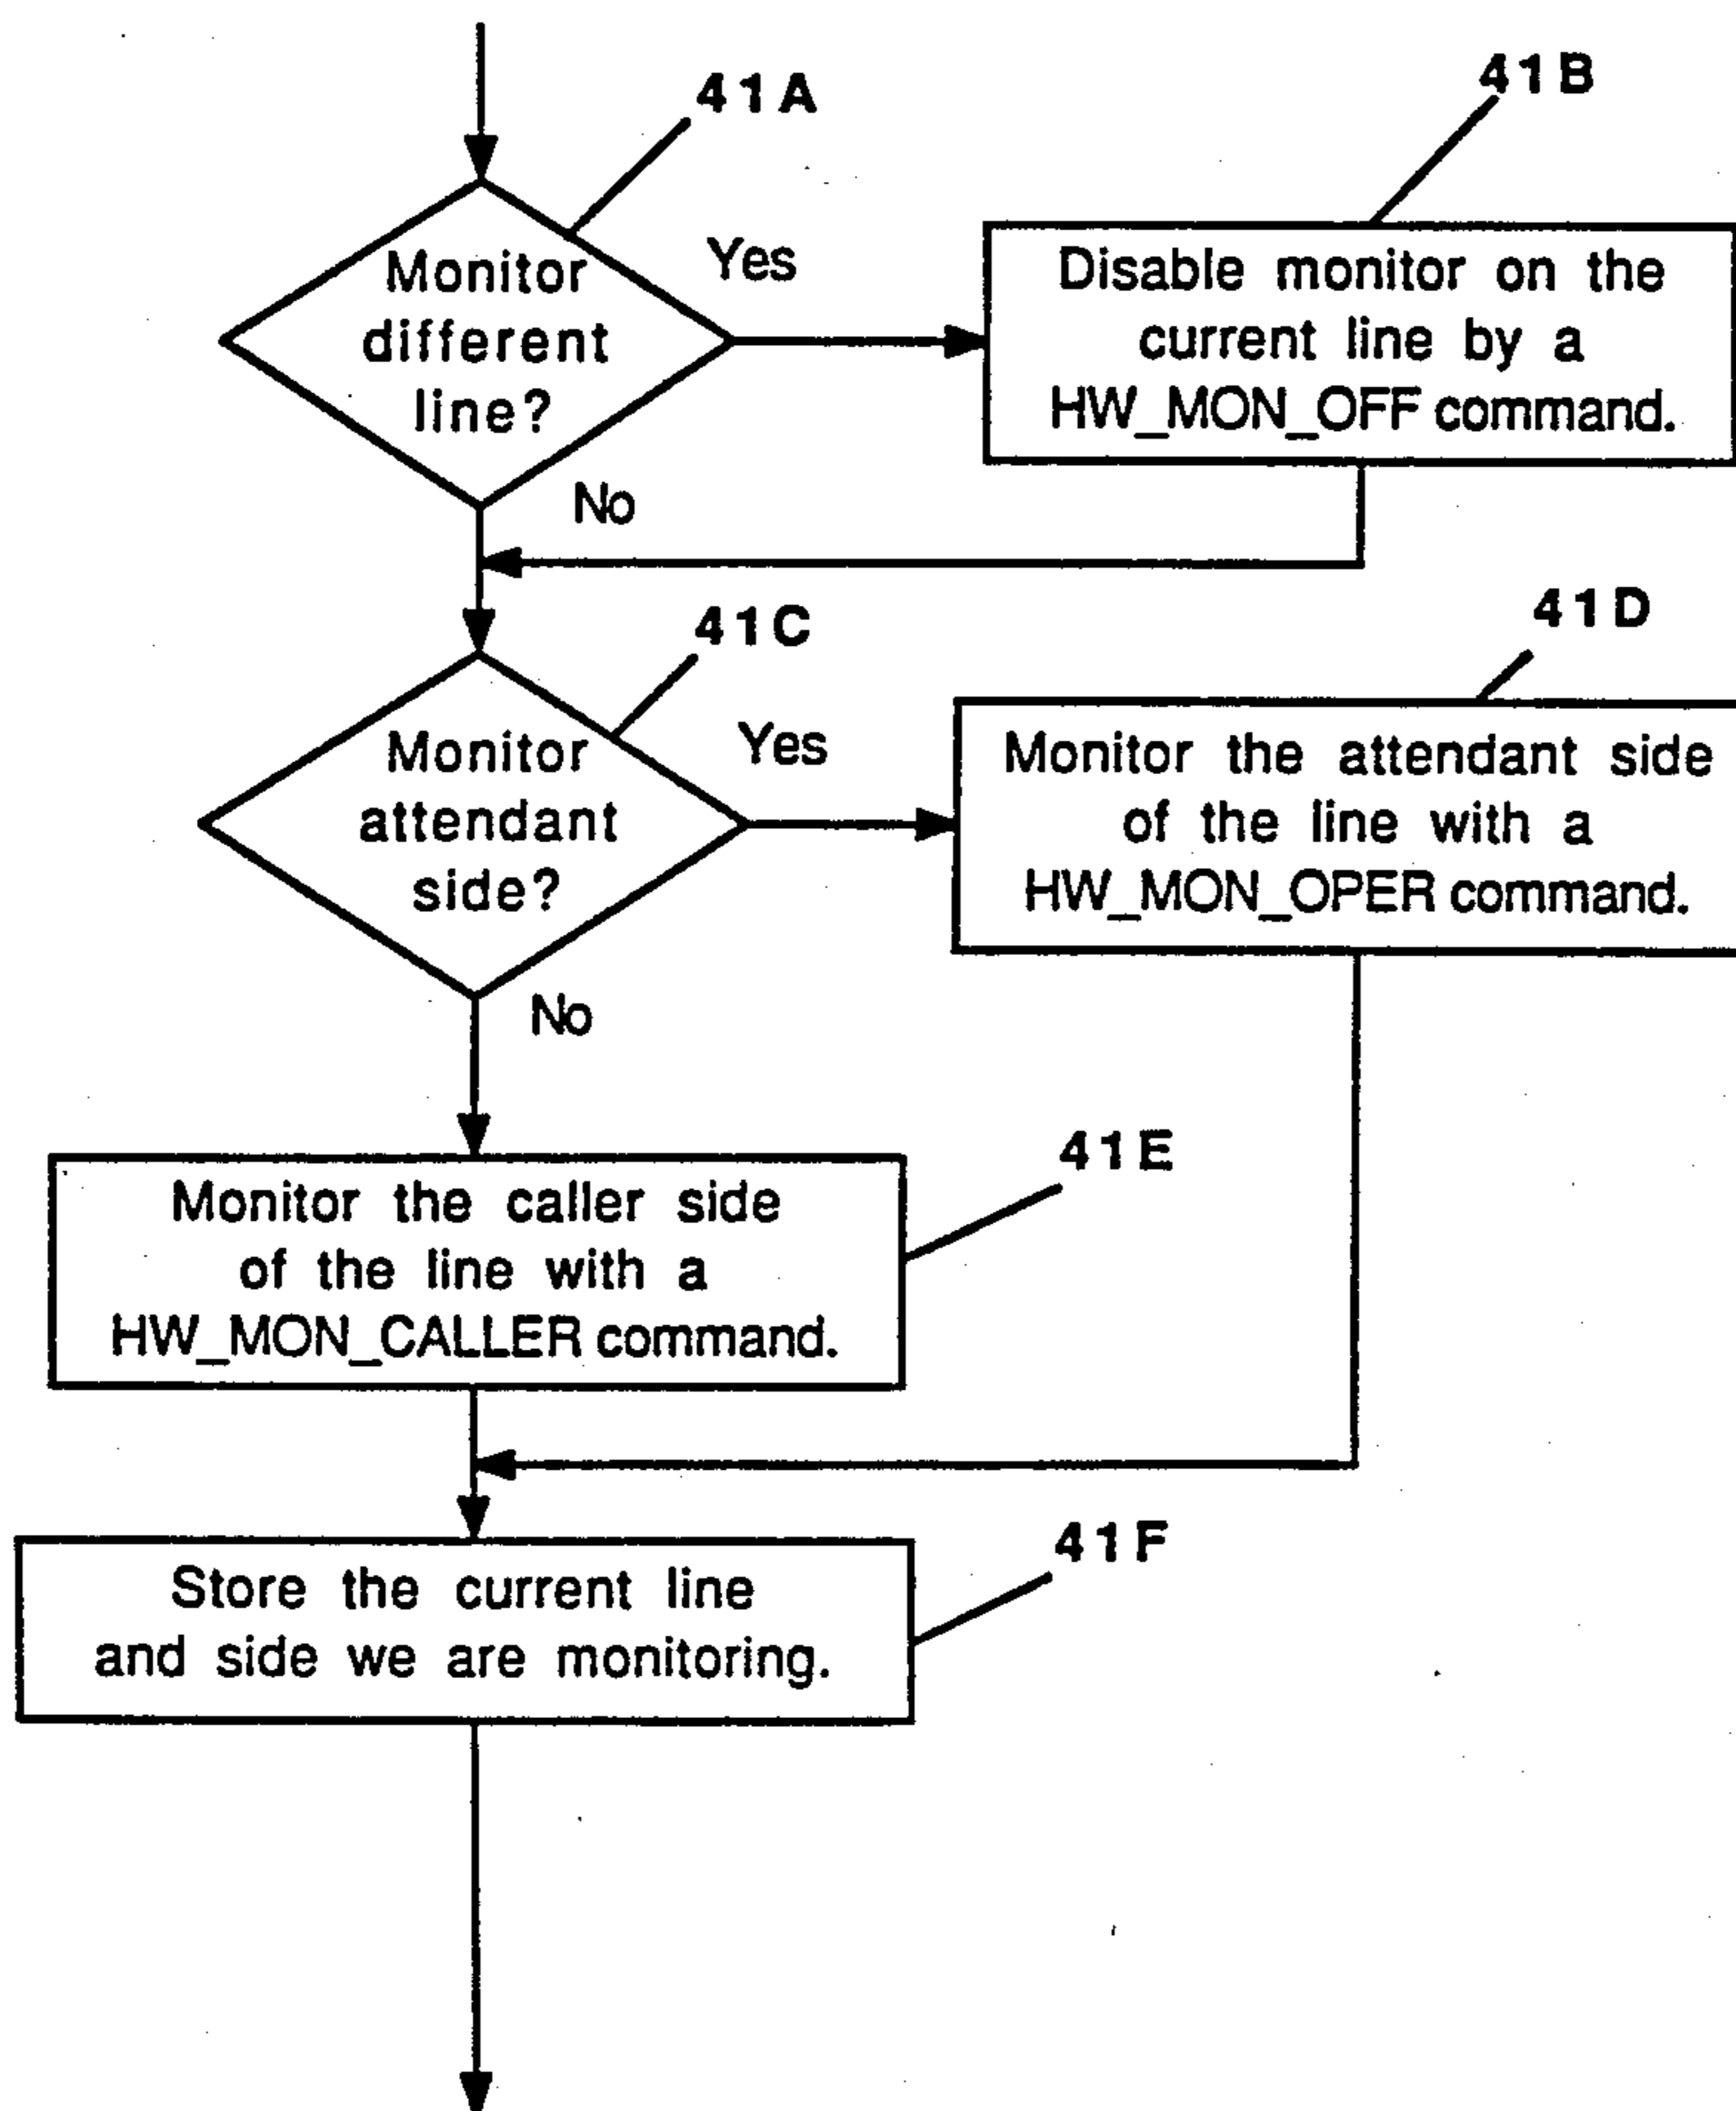 41A
41B
Monitor
different
line?
Yes
Disable monitor on the
current line by a
HW_MON_OFF command.
No
41C
41D
Monitor
attendant
side?
Yes
Monitor the attendant side
of the line with a
HW_MON_OPER command.
No
41E
Monitor the caller side
of the line with a
HW_MON_CALLER command.
41F
Store the current line
and side we are monitoring.